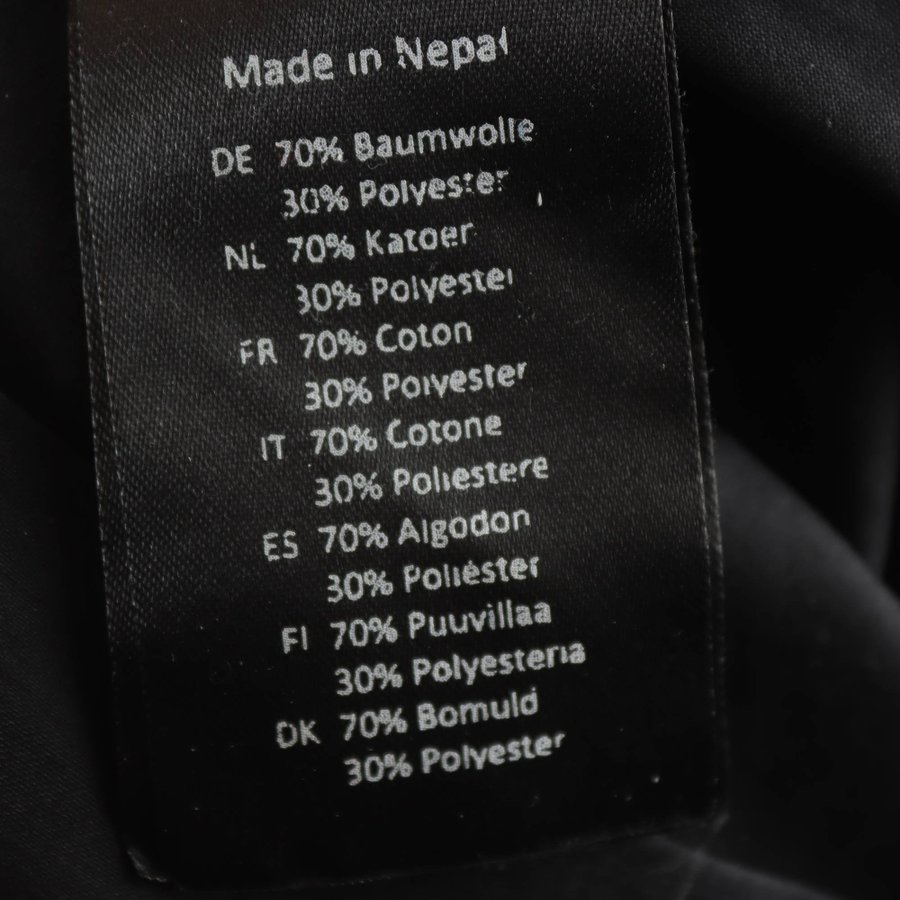 Made in Nepal
DE 70% Baumwolle
30% Polyester
NL 70% Katoen
30% Polyester
FR 70% Coton
30% Polyester
IT 70% Cotone
30% Poliestere
ES 70% Algodon
30% Poliéster
FI 70% Puuvillaa
30% Polyesteria
DK 70% Bomuld
30% Polyester